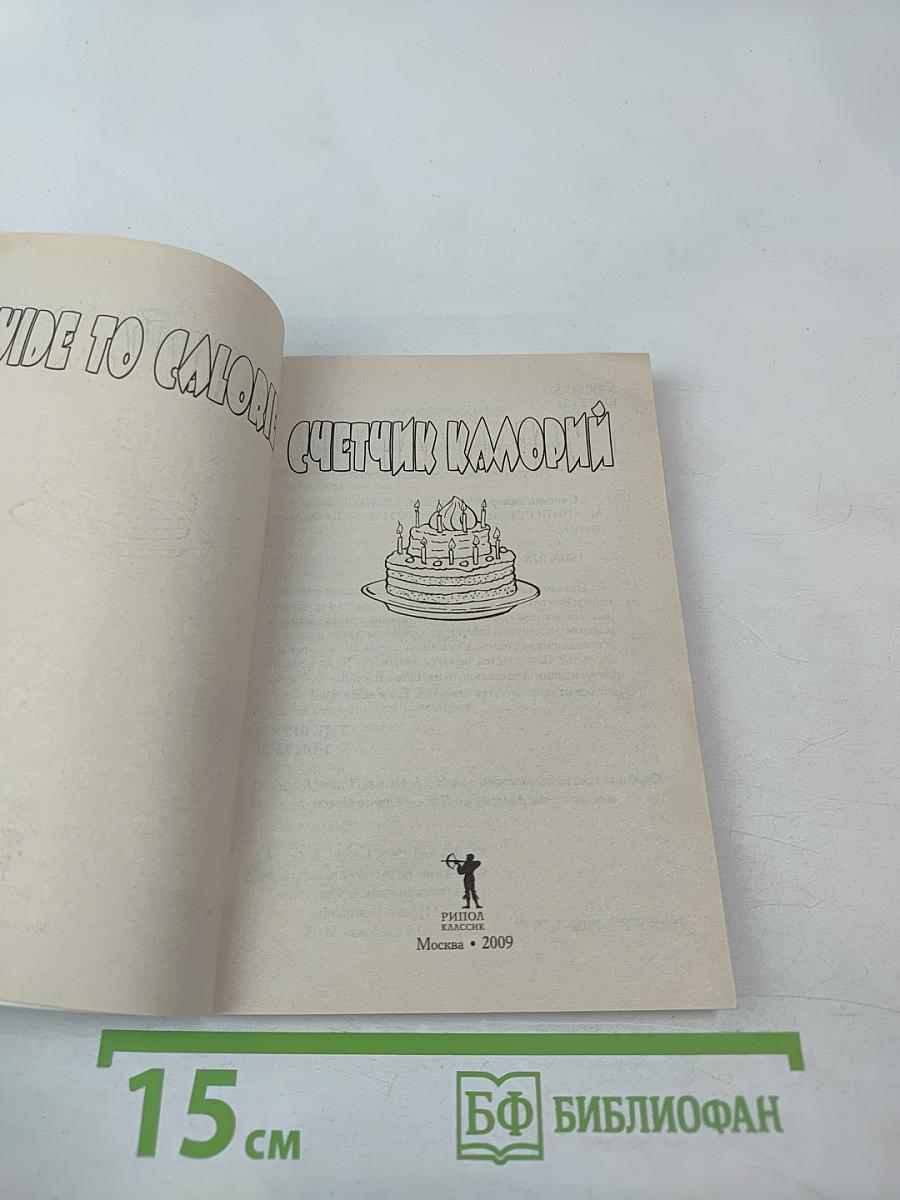 UIDE TO CALORIE
СЧЕТЧИК КАЛОРИЙ
РИПОЛ
КЛАССИК
Москва • 2009
15 см
БФ БИБЛИОФАН